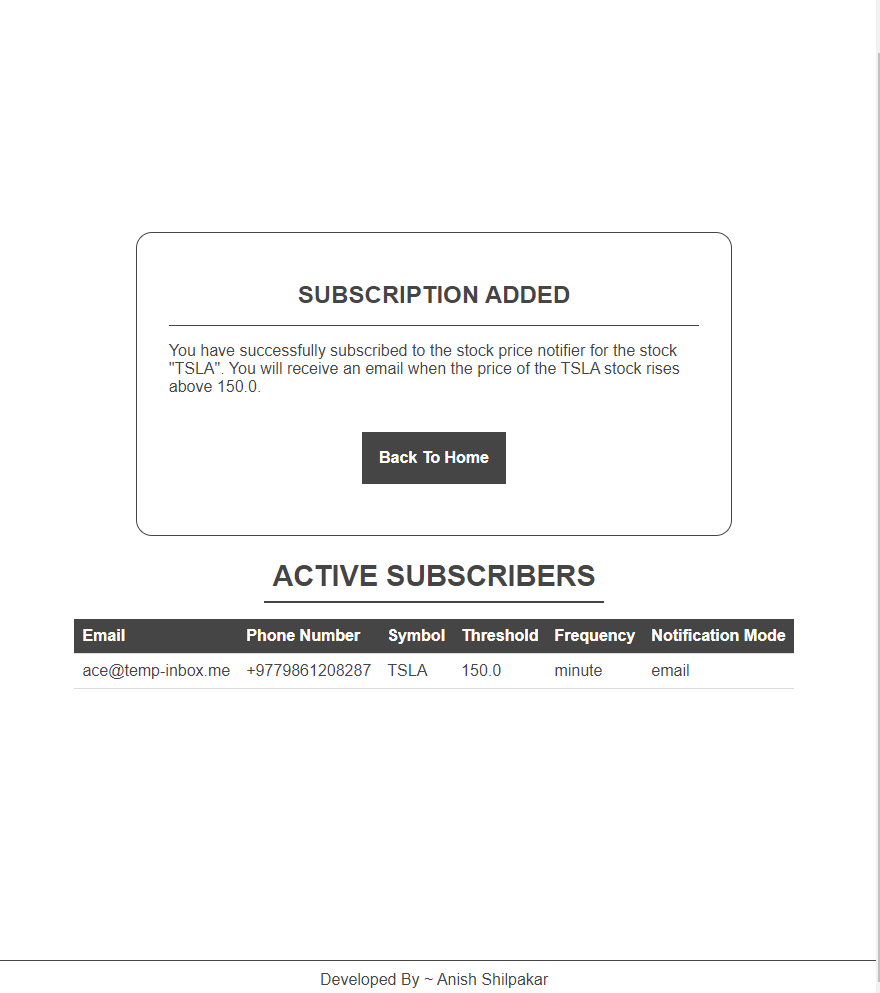 SUBSCRIPTION ADDED
You have successfully subscribed to the stock price notifier for the stock
"TSLA". You will receive an email when the price of the TSLA stock rises
above 150.0.
Back To Home
ACTIVE SUBSCRIBERS
Email Phone Number Symbol Threshold Frequency Notification Mode
ace@temp-inbox.me +9779861208287 TSLA 150.0 minute email
Developed By ~ Anish Shilpakar